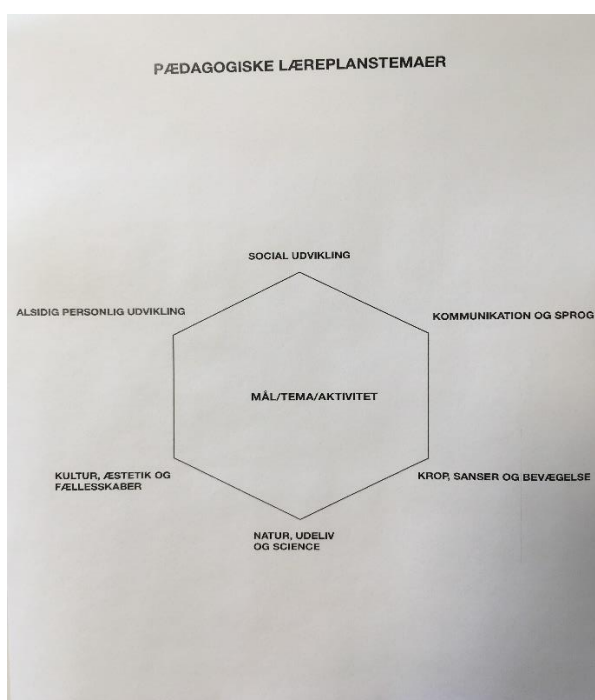 PÆDAGOGISKE LÆREPLANSTEMAER
SOCIAL UDVIKLING
ALSIDIG PERSONLIG UDVIKLING
KOMMUNIKATION OG SPROG
MÅL/TEMA/AKTIVITET
KULTUR, ÆSTETIK OG
FÆLLESSKABER
KROP, SANSER OG BEVÆGELSE
NATUR, UDELIV
OG SCIENCE